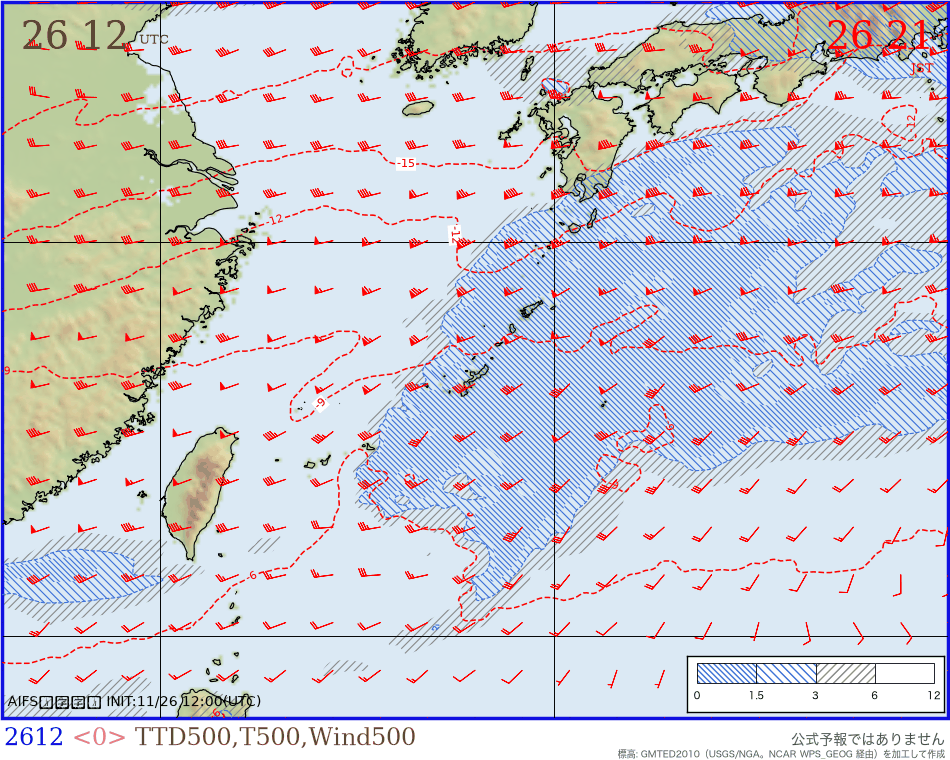 26 12 UTC
26 21
JST
-15
-12
-12
12
-9
9
-6
-6
0 1.5 3 6 12
AIFS□□□□ INIT:11/26 12:00(UTC)
2612 <0> TTD500,T500,Wind500
公式予報ではありません
標高: GMTED2010（USGS/NGA。NCAR WPS_GEOG 経由）を加工して作成